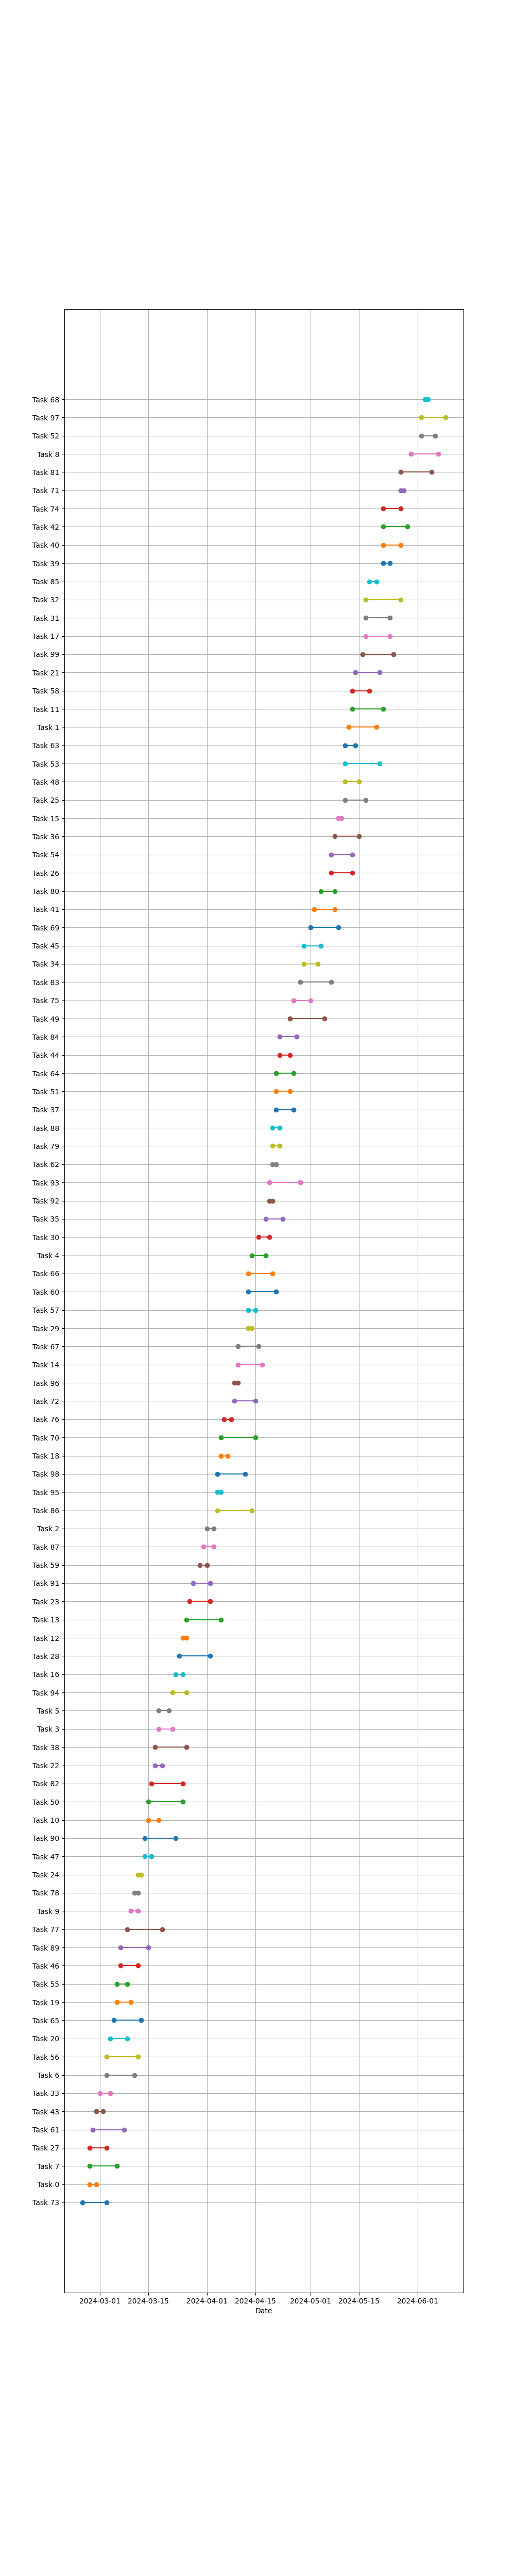 Task 68
Task 97
Task 52
Task 8
Task 81
Task 71
Task 74
Task 42
Task 40
Task 39
Task 85
Task 32
Task 31
Task 17
Task 99
Task 21
Task 58
Task 11
Task 1
Task 63
Task 53
Task 48
Task 25
Task 15
Task 36
Task 54
Task 26
Task 80
Task 41
Task 69
Task 45
Task 34
Task 83
Task 75
Task 49
Task 84
Task 44
Task 64
Task 51
Task 37
Task 88
Task 79
Task 62
Task 93
Task 92
Task 35
Task 30
Task 4
Task 66
Task 60
Task 57
Task 29
Task 67
Task 14
Task 96
Task 72
Task 76
Task 70
Task 18
Task 98
Task 95
Task 86
Task 2
Task 87
Task 59
Task 91
Task 23
Task 13
Task 12
Task 28
Task 16
Task 94
Task 5
Task 3
Task 38
Task 22
Task 82
Task 50
Task 10
Task 90
Task 47
Task 24
Task 78
Task 9
Task 77
Task 89
Task 46
Task 55
Task 19
Task 65
Task 20
Task 56
Task 6
Task 33
Task 43
Task 61
Task 27
Task 7
Task 0
Task 73
2024-03-01 2024-03-15 2024-04-01 2024-04-15 2024-05-01 2024-05-15 2024-06-01
Date